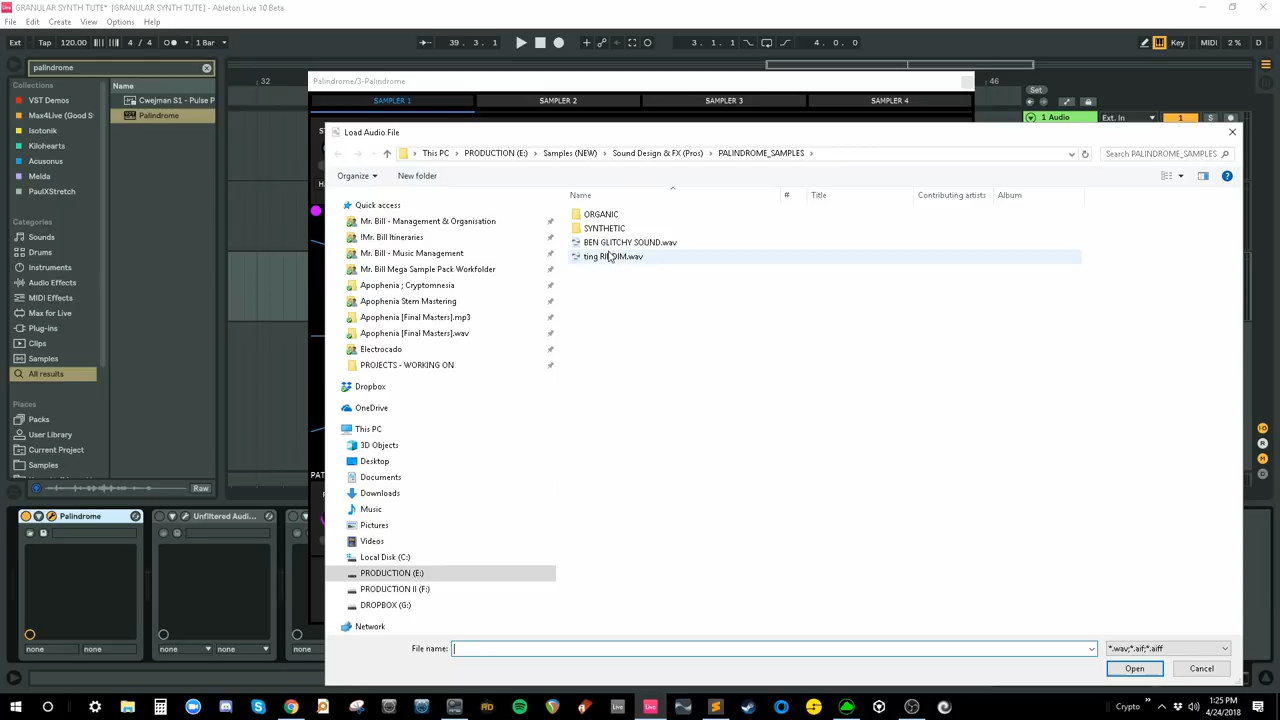 GRANULAR SYNTH TUTE* [GRANULAR SYNTH TUTE] - Ableton Live 10 Beta
File Edit Create View Options Help
Ext Tap 120.00 4 / 4 1 Bar 39. 3. 1 3. 1. 1 4. 0. 0 Key MIDI 2 % D
palindrome
32
46
Collections
Name
VST Demos
Max4Live (Good S
Isotonik
Kilohearts
Acusonus
Melda
PaulXStretch
Cwejman S1 - Pulse P
Palindrome
Categories
Sounds
Drums
Instruments
Audio Effects
MIDI Effects
Max for Live
Plug-ins
Clips
Samples
All results
Places
Packs
User Library
Current Project
Samples
Raw
Palindrome/3-Palindrome
SAMPLER 1 SAMPLER 2 SAMPLER 3 SAMPLER 4
Set
1 Audio Ext. In 1 S
Load Audio File
This PC PRODUCTION (E:) Samples (NEW) Sound Design & FX (Pros) PALINDROME_SAMPLES
Search PALINDROME_SAMPLES
Organize New folder
Name # Title Contributing artists Album
Quick access
Mr. Bill - Management & Organisation
!Mr. Bill Itineraries
Mr. Bill - Music Management
Mr. Bill Mega Sample Pack Workfolder
Apophenia ; Cryptomnesia
Apophenia Stem Mastering
Apophenia [Final Masters].mp3
Apophenia [Final Masters].wav
Electrocado
PROJECTS - WORKING ON
Dropbox
OneDrive
This PC
3D Objects
Desktop
Documents
Downloads
Music
Pictures
Videos
Local Disk (C:)
PRODUCTION (E:)
PRODUCTION II (F:)
DROPBOX (G:)
Network
ORGANIC
SYNTHETIC
BEN GLITCHY SOUND.wav
ting RIDIM.wav
File name:
*.wav;*.aif;*.aiff
Open Cancel
Palindrome
none none
Unfiltered Audi...
none none
none
Crypto
1:25 PM
4/24/2018